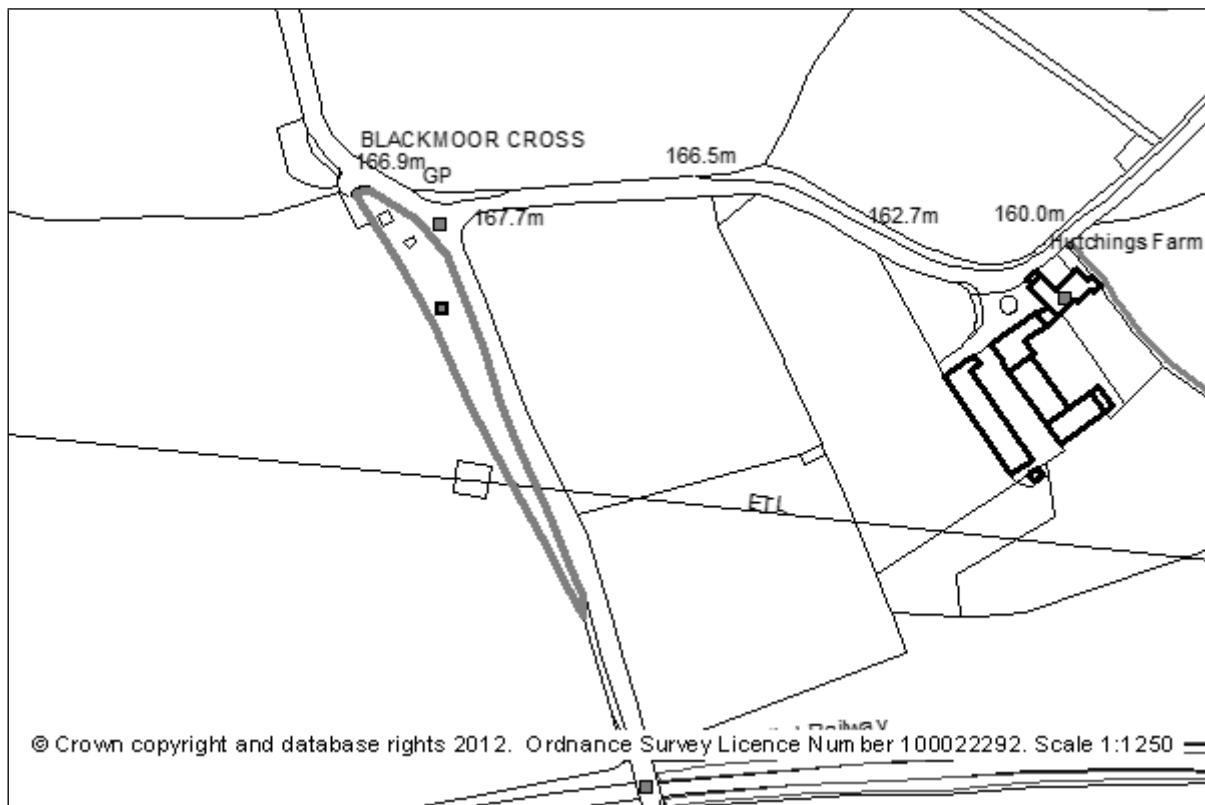 BLACKMOOR CROSS
166.9m
GP
166.5m
167.7m
162.7m
160.0m
Hutchings Farm
ETL
Railway
© Crown copyright and database rights 2012. Ordnance Survey Licence Number 100022292. Scale 1:1250